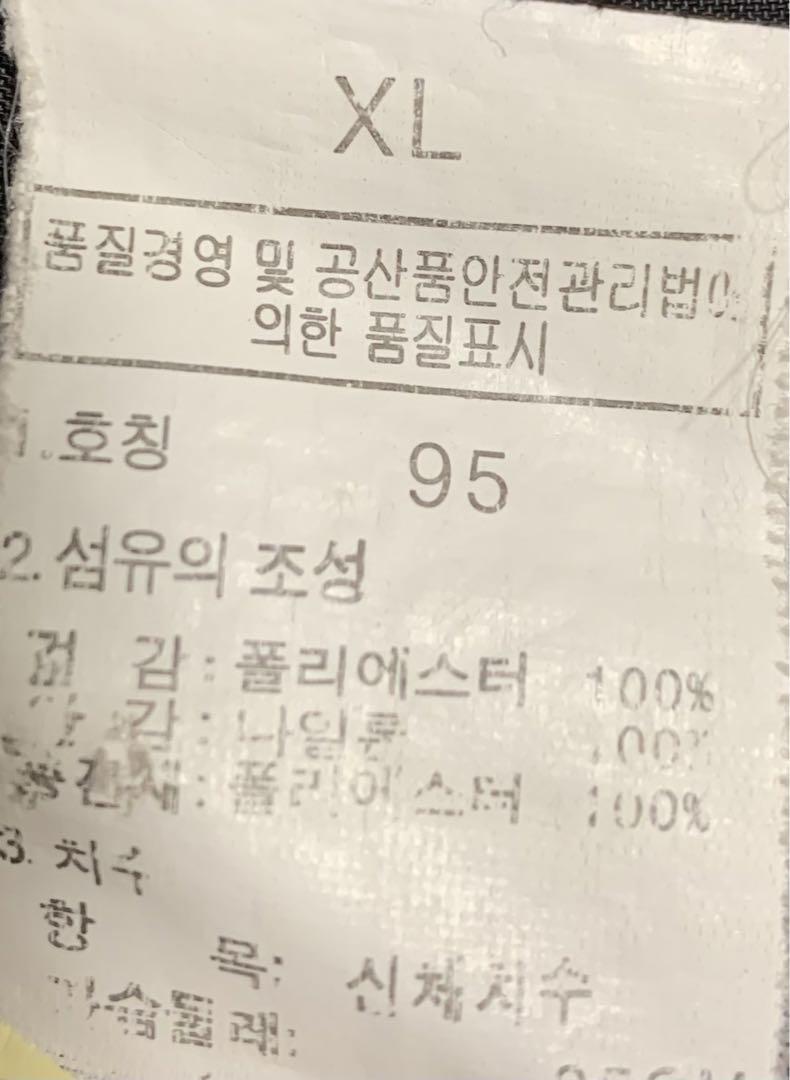 XL
품질경영 및 공산품안전관리법에
의한 품질표시
1.호칭 95
2.섬유의 조성
겉 감:폴리에스터 100%
감:나일론 100%
충전재:폴리에스터 100%
3.치수
항 목:신체치수
가슴둘레: